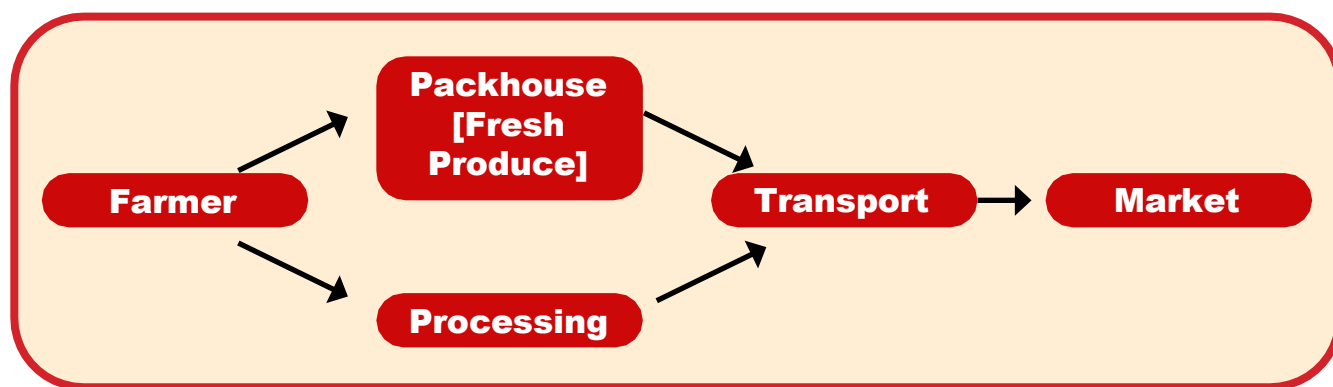 Farmer
Packhouse
[Fresh
Produce]
Processing
Transport
Market